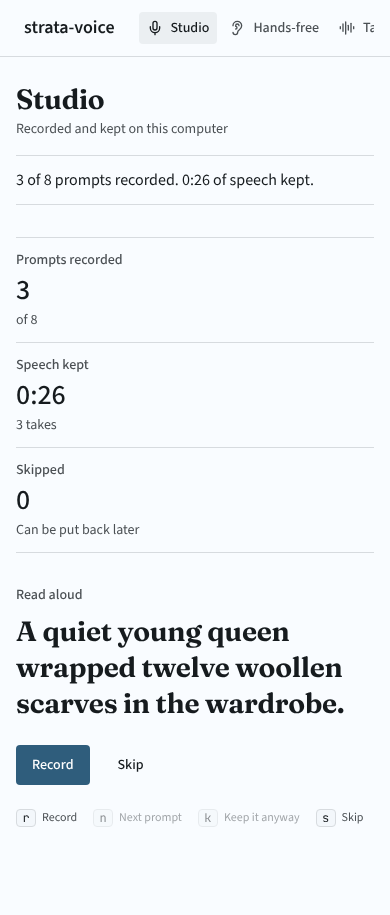 strata-voice Studio Hands-free Ta
Studio
Recorded and kept on this computer
3 of 8 prompts recorded. 0:26 of speech kept.
Prompts recorded
3
of 8
Speech kept
0:26
3 takes
Skipped
0
Can be put back later
Read aloud
A quiet young queen
wrapped twelve woollen
scarves in the wardrobe.
Record Skip
r Record n Next prompt k Keep it anyway s Skip